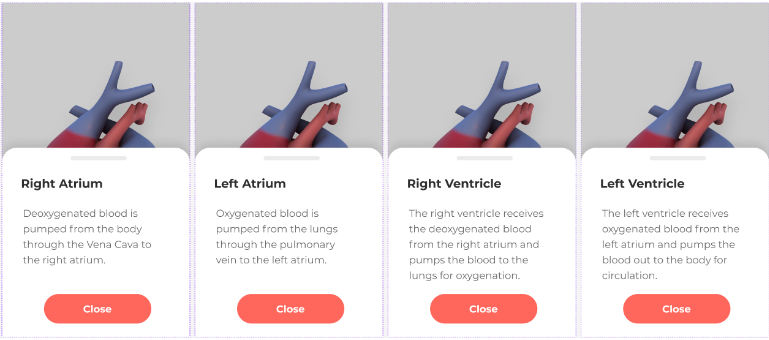 Right Atrium
Deoxygenated blood is
pumped from the body
through the Vena Cava to
the right atrium.
Close
Left Atrium
Oxygenated blood is
pumped from the lungs
through the pulmonary
vein to the left atrium.
Close
Right Ventricle
The right ventricle receives
the deoxygenated blood
from the right atrium and
pumps the blood to the
lungs for oxygenation.
Close
Left Ventricle
The left ventricle receives
oxygenated blood from the
left atrium and pumps the
blood out to the body for
circulation.
Close